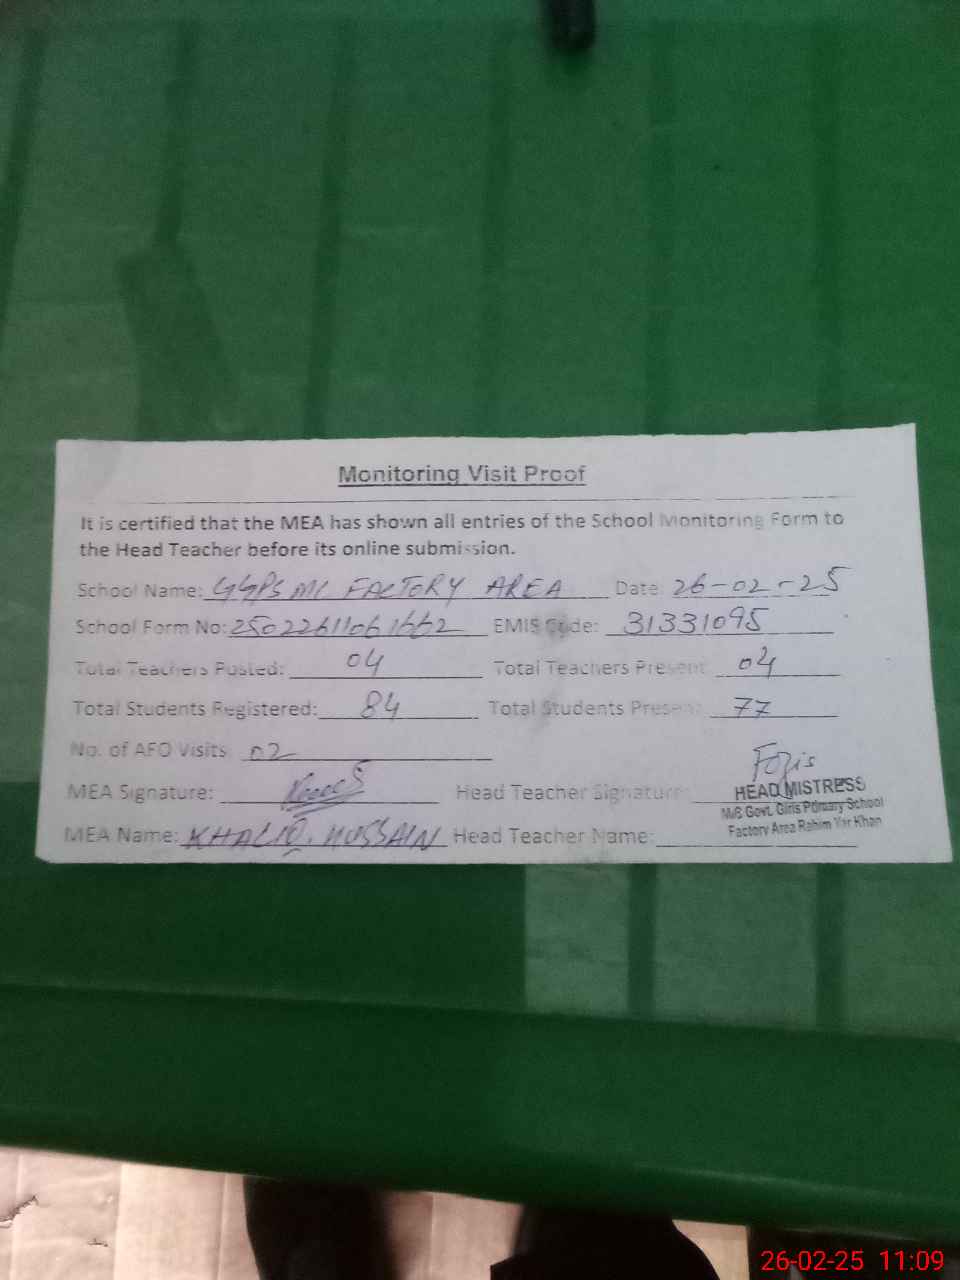 Monitoring Visit Proof
It is certified that the MEA has shown all entries of the School Monitoring Form to
the Head Teacher before its online submission.
School Name: GGPS MC FACTORY AREA Date: 26-02-25
School Form No: 25022611061662 EMIS Code: 31331095
Total Teachers Posted: 04 Total Teachers Present: 04
Total Students Registered: 84 Total Students Present: 77
No. of AFO Visits 02
MEA Signature: Head Teacher Signature:
HEAD MISTRESS
M/B Govt. Girls Primary School
Factory Area Rahim Yar Khan
MEA Name: KHALIQ. HUSSAIN Head Teacher Name:
26-02-25 11:09